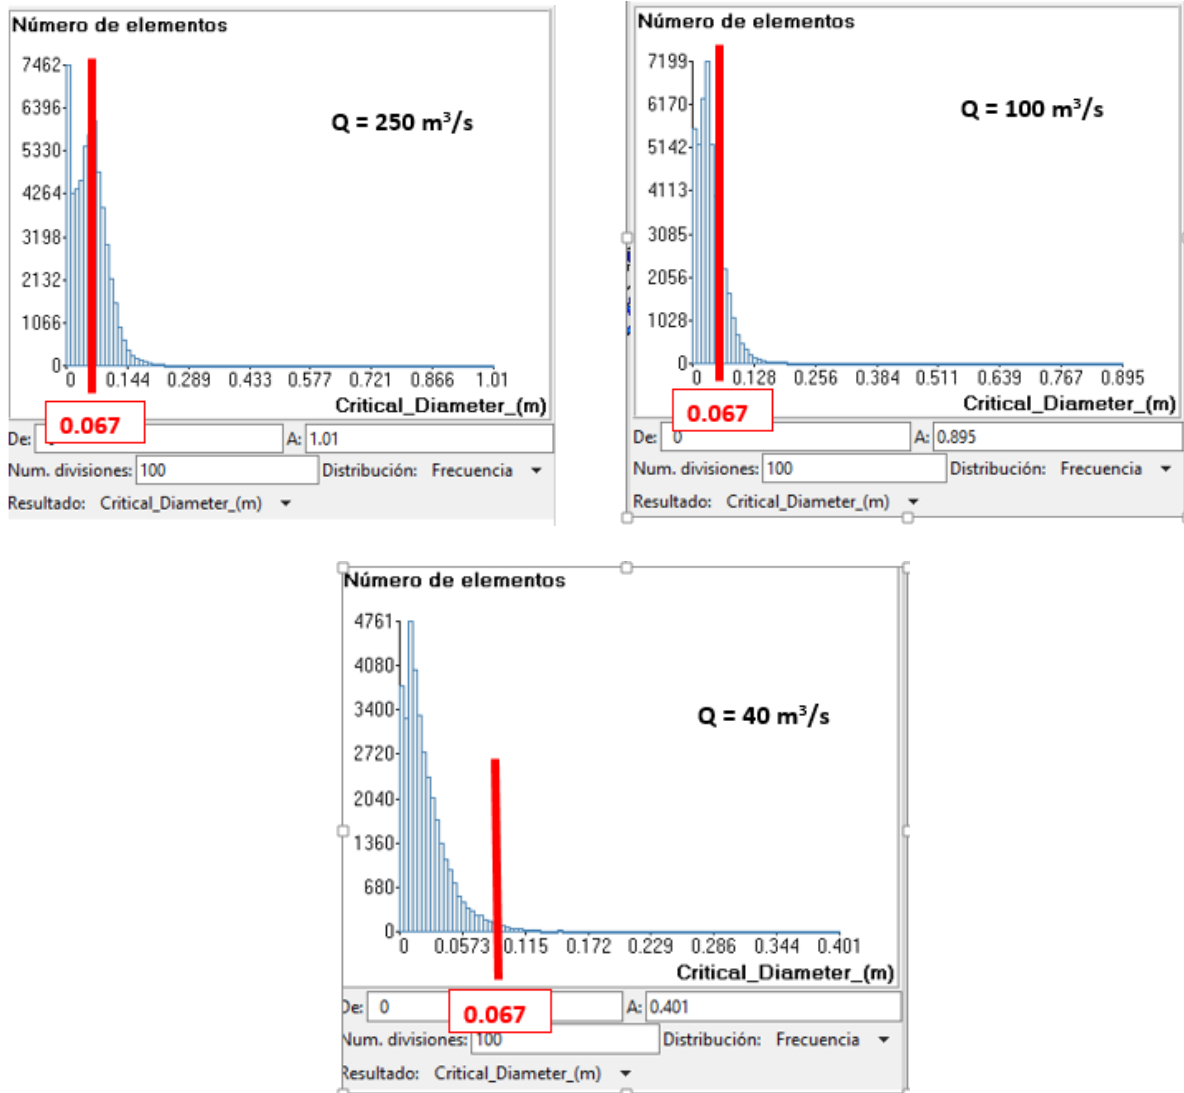 Número de elementos
7462
6396
5330
4264
3198
2132
1066
0
Q = 250 m³/s
0 0.144 0.289 0.433 0.577 0.721 0.866 1.01
Critical_Diameter_(m)
0.067
De: A: 1.01
Num. divisiones: 100 Distribución: Frecuencia
Resultado: Critical_Diameter_(m)
Número de elementos
7199
6170
5142
4113
3085
2056
1028
0
Q = 100 m³/s
0 0.128 0.256 0.384 0.511 0.639 0.767 0.895
Critical_Diameter_(m)
0.067
De: 0 A: 0.895
Num. divisiones: 100 Distribución: Frecuencia
Resultado: Critical_Diameter_(m)
Número de elementos
4761
4080
3400
2720
2040
1360
680
0
Q = 40 m³/s
0 0.0573 0.115 0.172 0.229 0.286 0.344 0.401
Critical_Diameter_(m)
0.067
De: 0 A: 0.401
Num. divisiones: 100 Distribución: Frecuencia
Resultado: Critical_Diameter_(m)